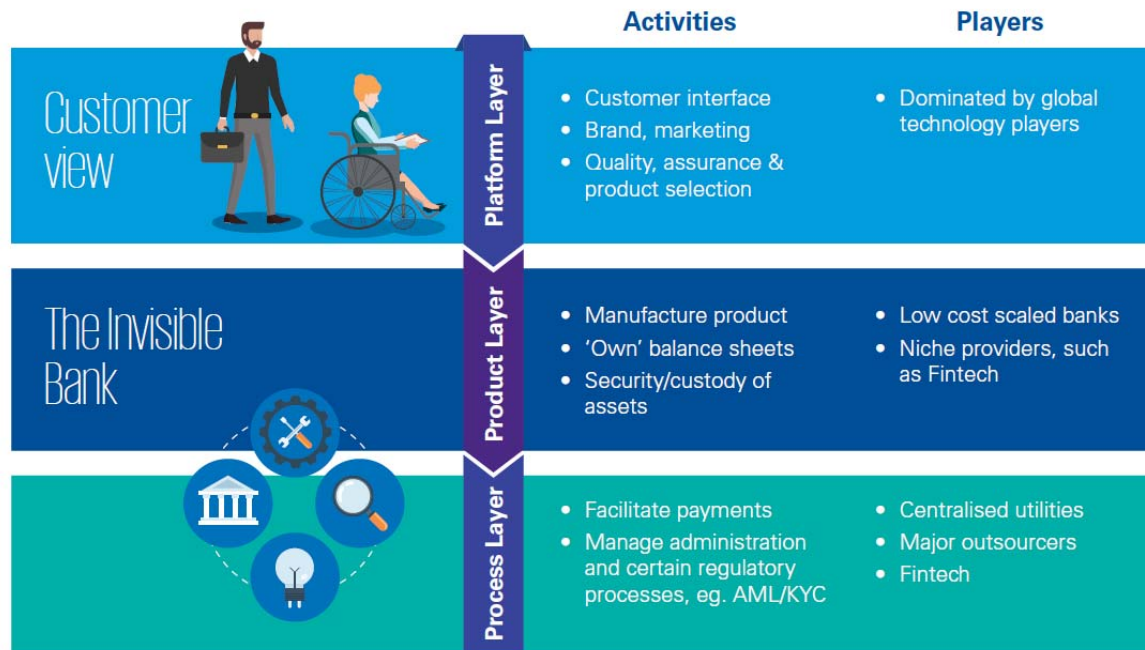 Activities
Players
Customer
view
Platform Layer
• Customer interface
• Brand, marketing
• Quality, assurance &
product selection
• Dominated by global
technology players
The Invisible
Bank
Product Layer
• Manufacture product
• ‘Own’ balance sheets
• Security/custody of
assets
• Low cost scaled banks
• Niche providers, such
as Fintech
Process Layer
• Facilitate payments
• Manage administration
and certain regulatory
processes, eg. AML/KYC
• Centralised utilities
• Major outsourcers
• Fintech